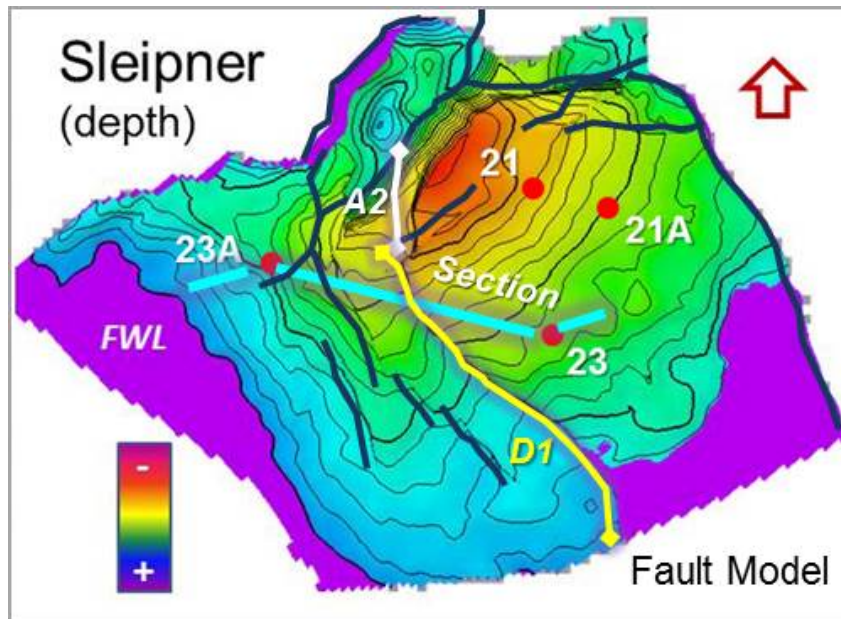 Sleipner
(depth)
21
A2
21A
23A
Section
FWL
23
D1
-
+
Fault Model